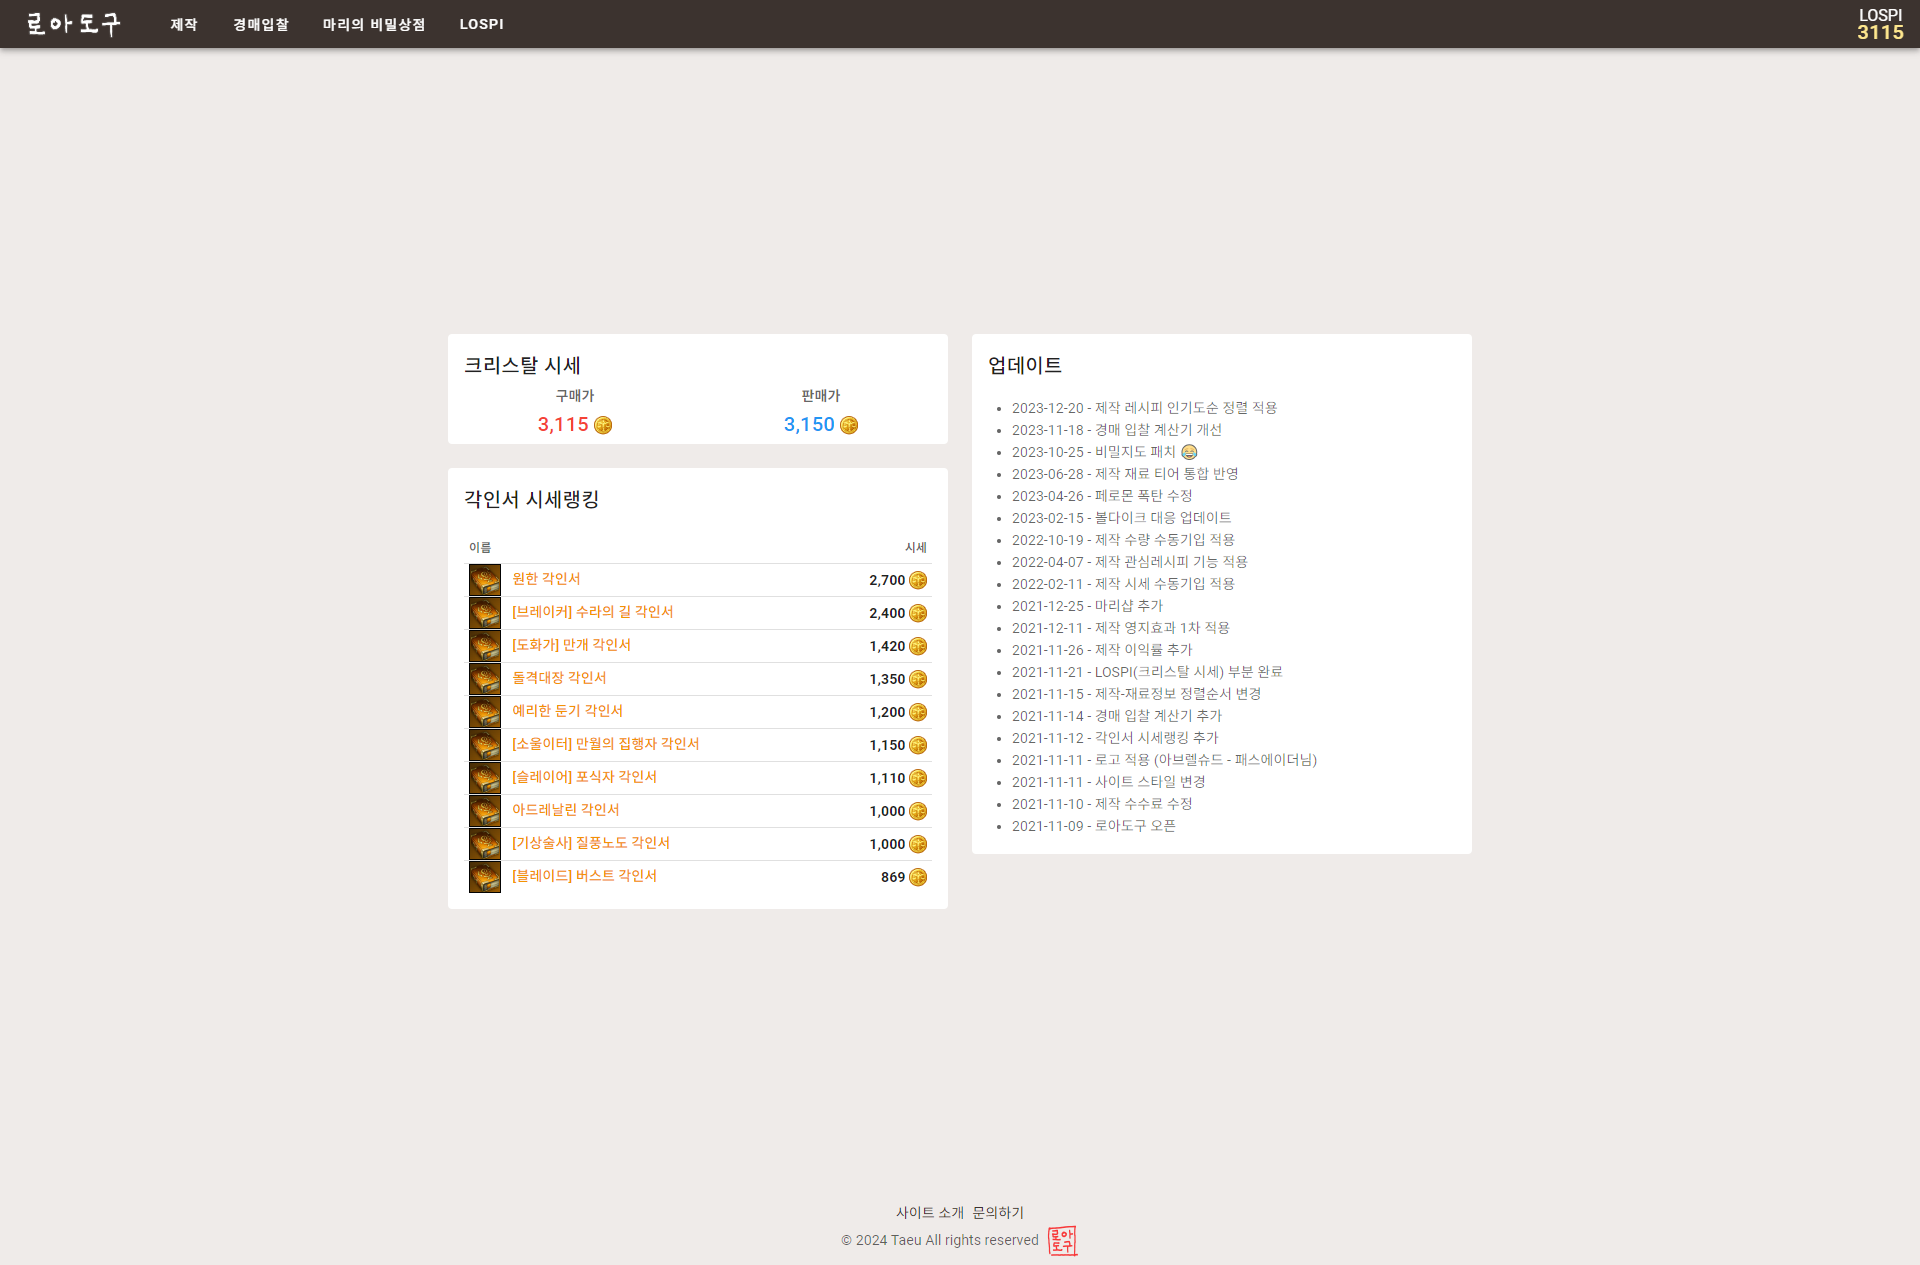 로아도구
제작 경매입찰 마리의 비밀상점 LOSPI
LOSPI
3115
크리스탈 시세
구매가 판매가
3,115 3,150
각인서 시세랭킹
이름 시세
원한 각인서 2,700
[브레이커] 수라의 길 각인서 2,400
[도화가] 만개 각인서 1,420
돌격대장 각인서 1,350
예리한 둔기 각인서 1,200
[소울이터] 만월의 집행자 각인서 1,150
[슬레이어] 포식자 각인서 1,110
아드레날린 각인서 1,000
[기상술사] 질풍노도 각인서 1,000
[블레이드] 버스트 각인서 869
업데이트
2023-12-20 - 제작 레시피 인기도순 정렬 적용
2023-11-18 - 경매 입찰 계산기 개선
2023-10-25 - 비밀지도 패치 😂
2023-06-28 - 제작 재료 티어 통합 반영
2023-04-26 - 페로몬 폭탄 수정
2023-02-15 - 볼다이크 대응 업데이트
2022-10-19 - 제작 수량 수동기입 적용
2022-04-07 - 제작 관심레시피 기능 적용
2022-02-11 - 제작 시세 수동기입 적용
2021-12-25 - 마리샵 추가
2021-12-11 - 제작 영지효과 1차 적용
2021-11-26 - 제작 이익률 추가
2021-11-21 - LOSPI(크리스탈 시세) 부분 완료
2021-11-15 - 제작-재료정보 정렬순서 변경
2021-11-14 - 경매 입찰 계산기 추가
2021-11-12 - 각인서 시세랭킹 추가
2021-11-11 - 로고 적용 (아브렐슈드 - 패스에이더님)
2021-11-11 - 사이트 스타일 변경
2021-11-10 - 제작 수수료 수정
2021-11-09 - 로아도구 오픈
사이트 소개 문의하기
© 2024 Taeu All rights reserved
로아
도구